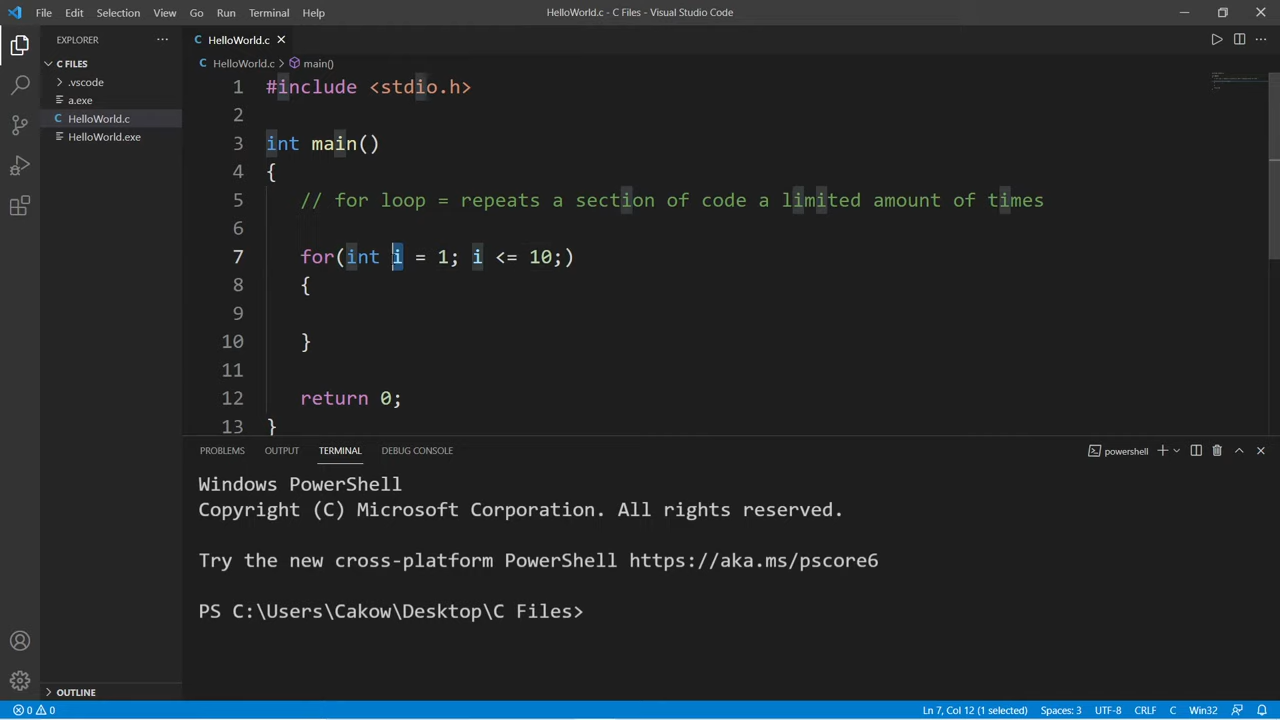 File Edit Selection View Go Run Terminal Help
HelloWorld.c - C Files - Visual Studio Code
EXPLORER
C FILES
.vscode
a.exe
C HelloWorld.c
HelloWorld.exe
OUTLINE
C HelloWorld.c
C HelloWorld.c > main()
1 #include <stdio.h>
2
3 int main()
4 {
5 // for loop = repeats a section of code a limited amount of times
6
7 for(int i = 1; i <= 10;)
8 {
9
10 }
11
12 return 0;
13 }
PROBLEMS OUTPUT TERMINAL DEBUG CONSOLE
powershell
Windows PowerShell
Copyright (C) Microsoft Corporation. All rights reserved.
Try the new cross-platform PowerShell https://aka.ms/pscore6
PS C:\Users\Cakow\Desktop\C Files>
0 0 Ln 7, Col 12 (1 selected) Spaces: 3 UTF-8 CRLF C Win32